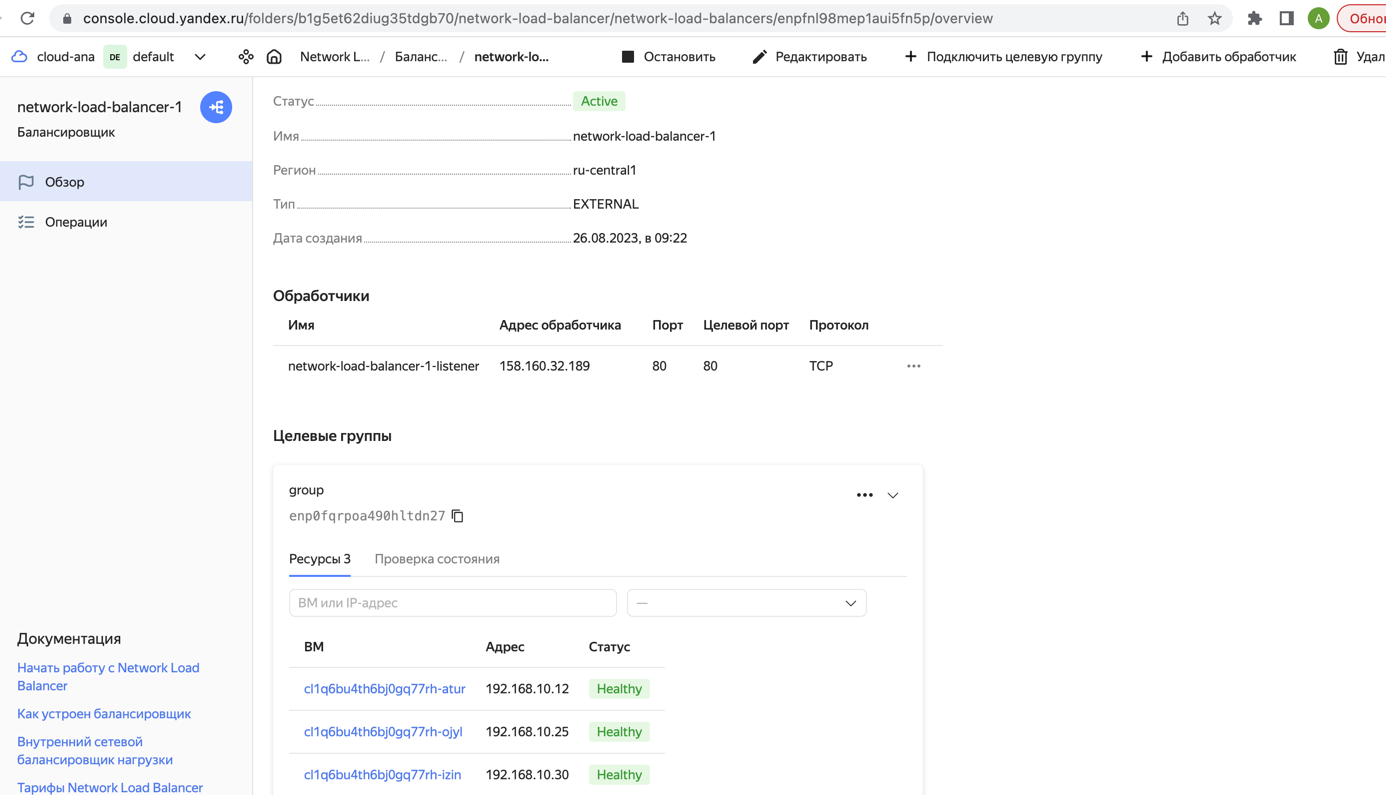 console.cloud.yandex.ru/folders/b1g5et62diug35tdgb70/network-load-balancer/network-load-balancers/enpfnl98mep1aui5fn5p/overview
A
Обно
cloud-ana DE default Network L... / Баланс... / network-lo... Остановить Редактировать + Подключить целевую группу + Добавить обработчик Удал
network-load-balancer-1
Балансировщик
Обзор
Операции
Документация
Начать работу с Network Load
Balancer
Как устроен балансировщик
Внутренний сетевой
балансировщик нагрузки
Тарифы Network Load Balancer
Статус Active
Имя network-load-balancer-1
Регион ru-central1
Тип EXTERNAL
Дата создания 26.08.2023, в 09:22
Обработчики
Имя Адрес обработчика Порт Целевой порт Протокол
network-load-balancer-1-listener 158.160.32.189 80 80 TCP
Целевые группы
group
enp0fqrpoa490hltdn27
Ресурсы 3 Проверка состояния
ВМ или IP-адрес —
ВМ Адрес Статус
cl1q6bu4th6bj0gq77rh-atur 192.168.10.12 Healthy
cl1q6bu4th6bj0gq77rh-ojyl 192.168.10.25 Healthy
cl1q6bu4th6bj0gq77rh-izin 192.168.10.30 Healthy